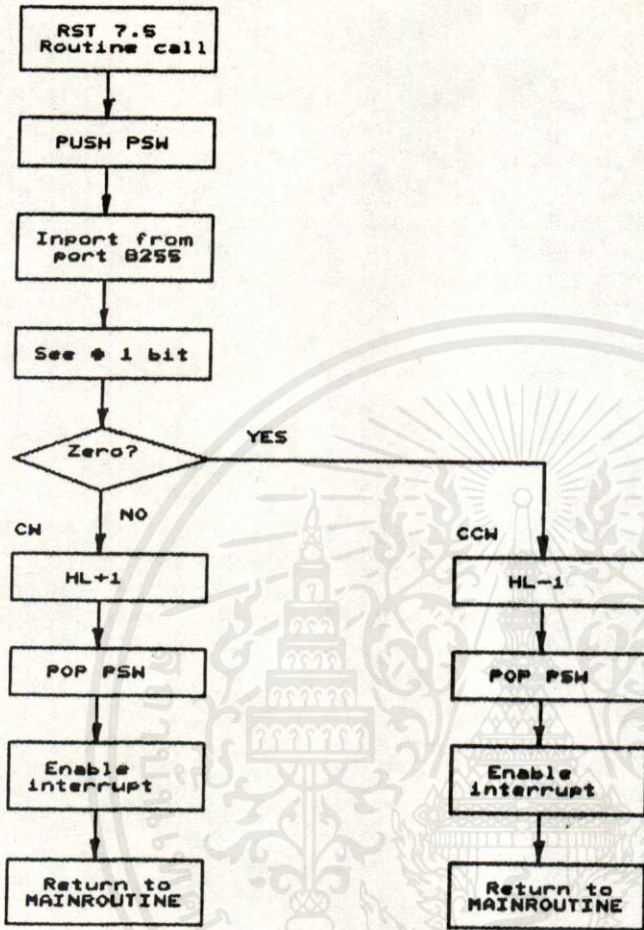 RST 7.5
Routine call
PUSH PSW
Inport from
port 8255
See # 1 bit
Zero?
YES
NO
CW
HL+1
POP PSW
Enable
interrupt
Return to
MAINROUTINE
CCW
HL-1
POP PSW
Enable
interrupt
Return to
MAINROUTINE